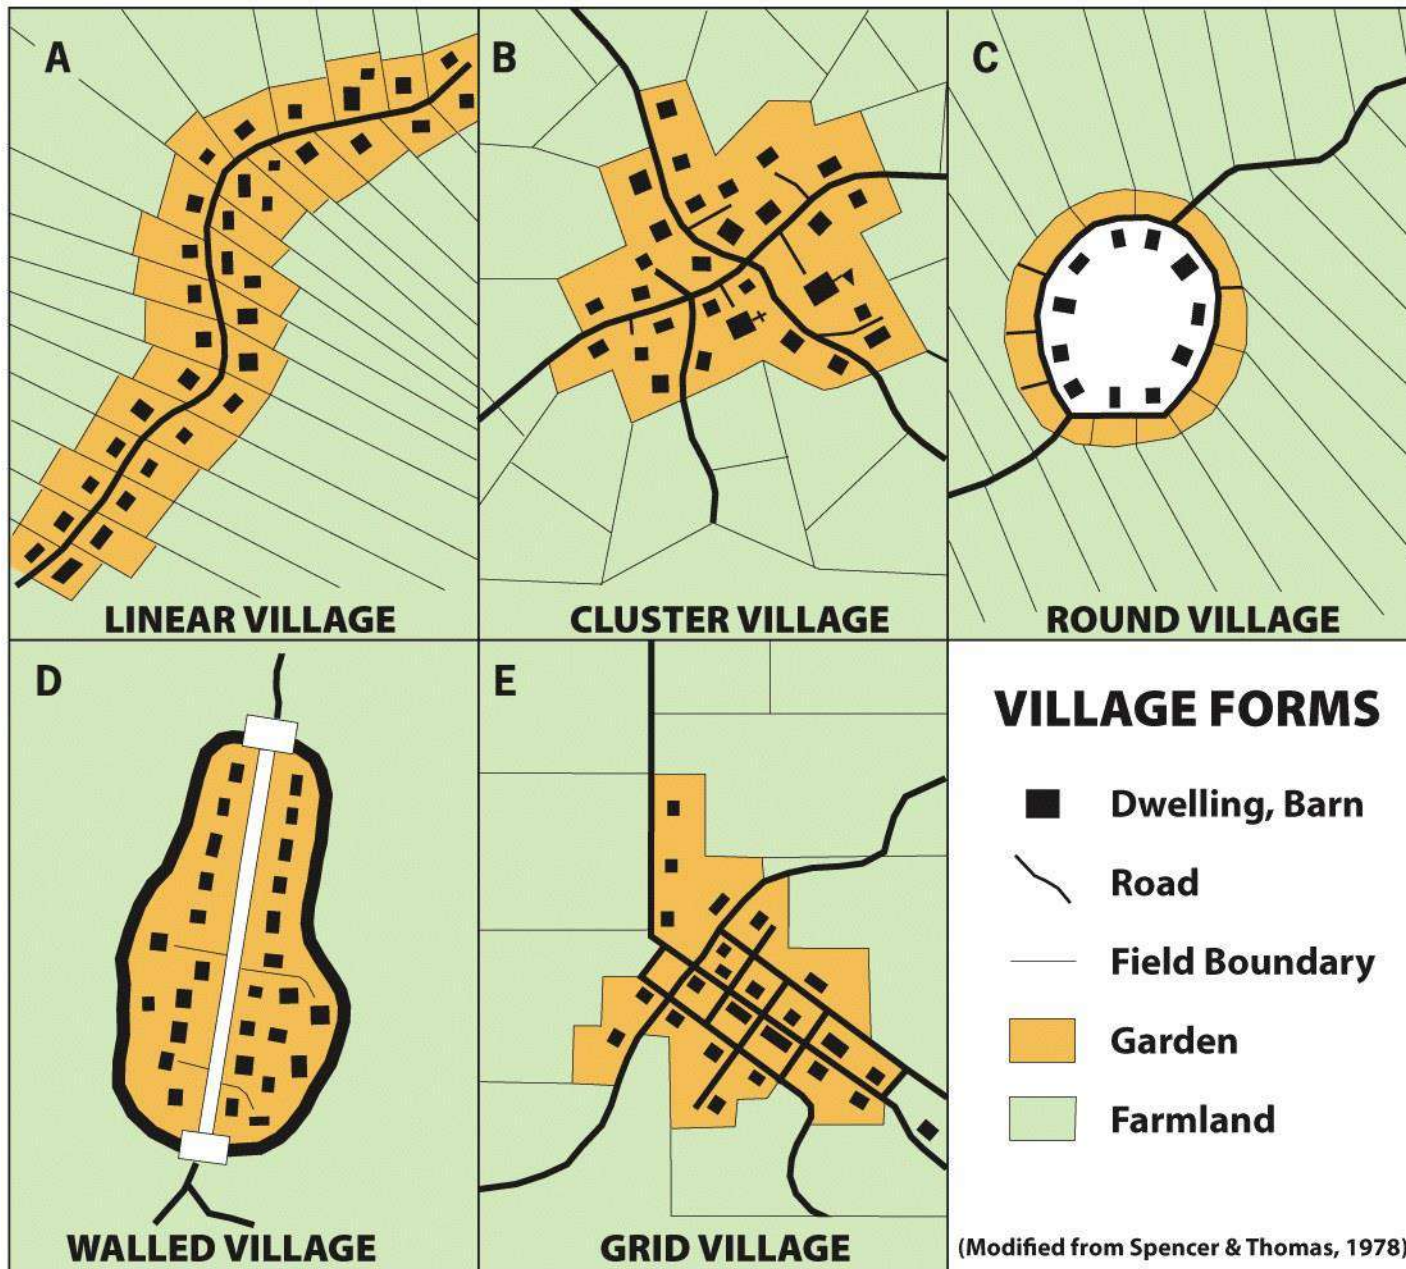 A
B
C
LINEAR VILLAGE
CLUSTER VILLAGE
ROUND VILLAGE
D
E
VILLAGE FORMS
Dwelling, Barn
Road
Field Boundary
Garden
Farmland
WALLED VILLAGE
GRID VILLAGE
(Modified from Spencer & Thomas, 1978)